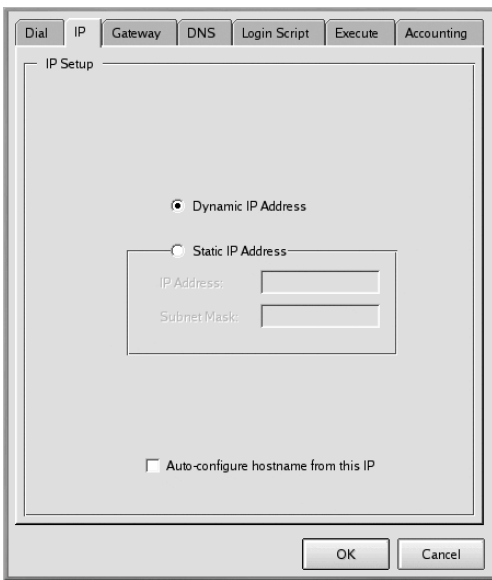 Dial IP Gateway DNS Login Script Execute Accounting
IP Setup
Dynamic IP Address
Static IP Address
IP Address:
Subnet Mask:
Auto-configure hostname from this IP
OK Cancel